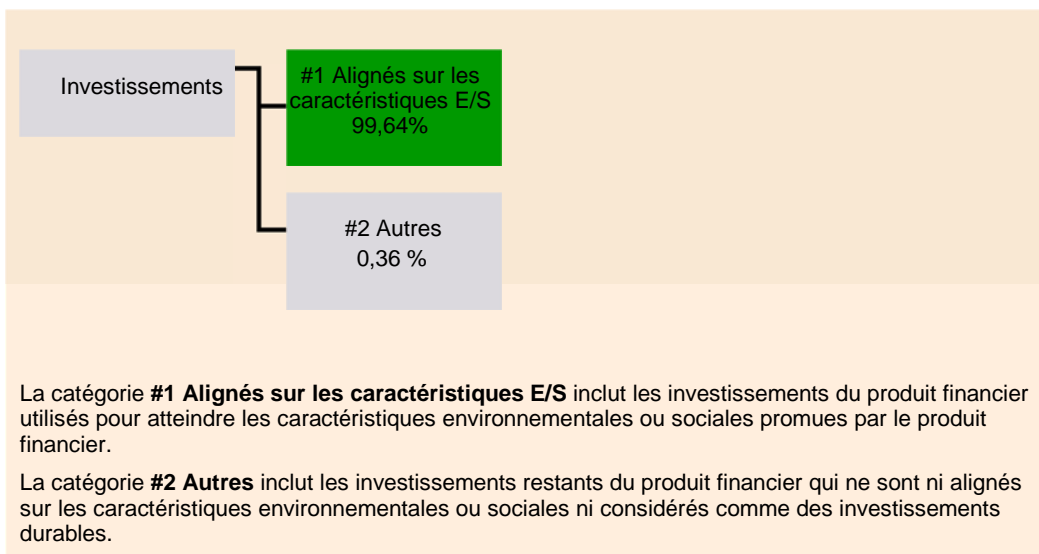 Investissements
#1 Alignés sur les
caractéristiques E/S
99,64%
#2 Autres
0,36 %
La catégorie #1 Alignés sur les caractéristiques E/S inclut les investissements du produit financier
utilisés pour atteindre les caractéristiques environnementales ou sociales promues par le produit
financier.
La catégorie #2 Autres inclut les investissements restants du produit financier qui ne sont ni alignés
sur les caractéristiques environnementales ou sociales ni considérés comme des investissements
durables.